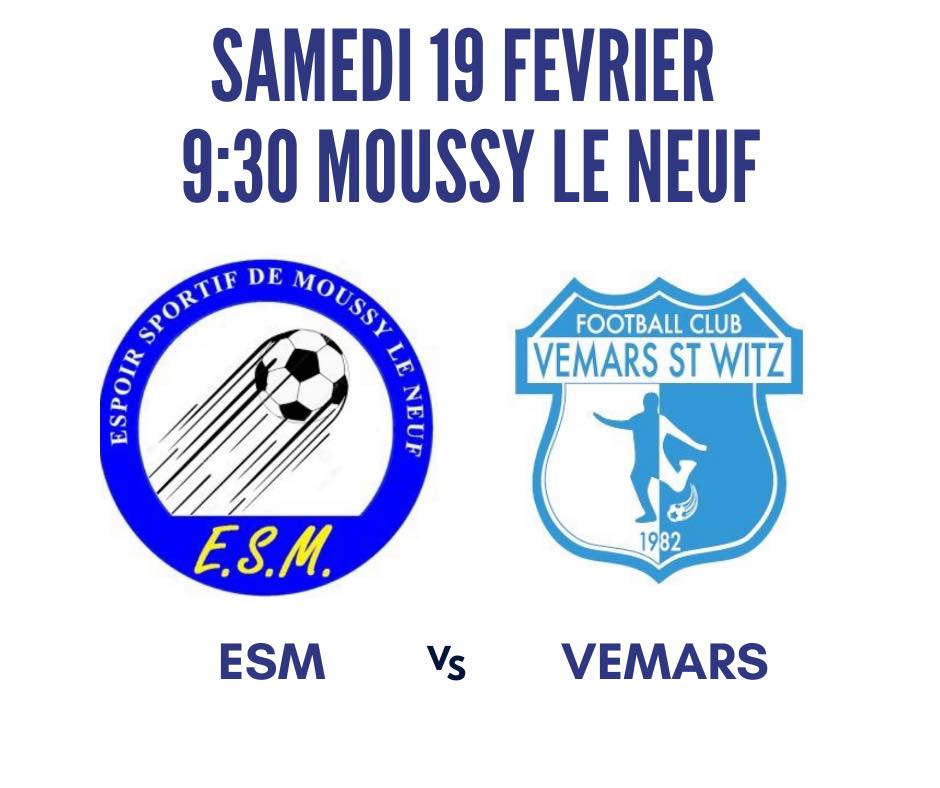 SAMEDI 19 FEVRIER
9:30 MOUSSY LE NEUF
ESPOIR SPORTIF DE MOUSSY LE NEUF
E.S.M.
FOOTBALL CLUB
VEMARS ST WITZ
1982
ESM VS VEMARS